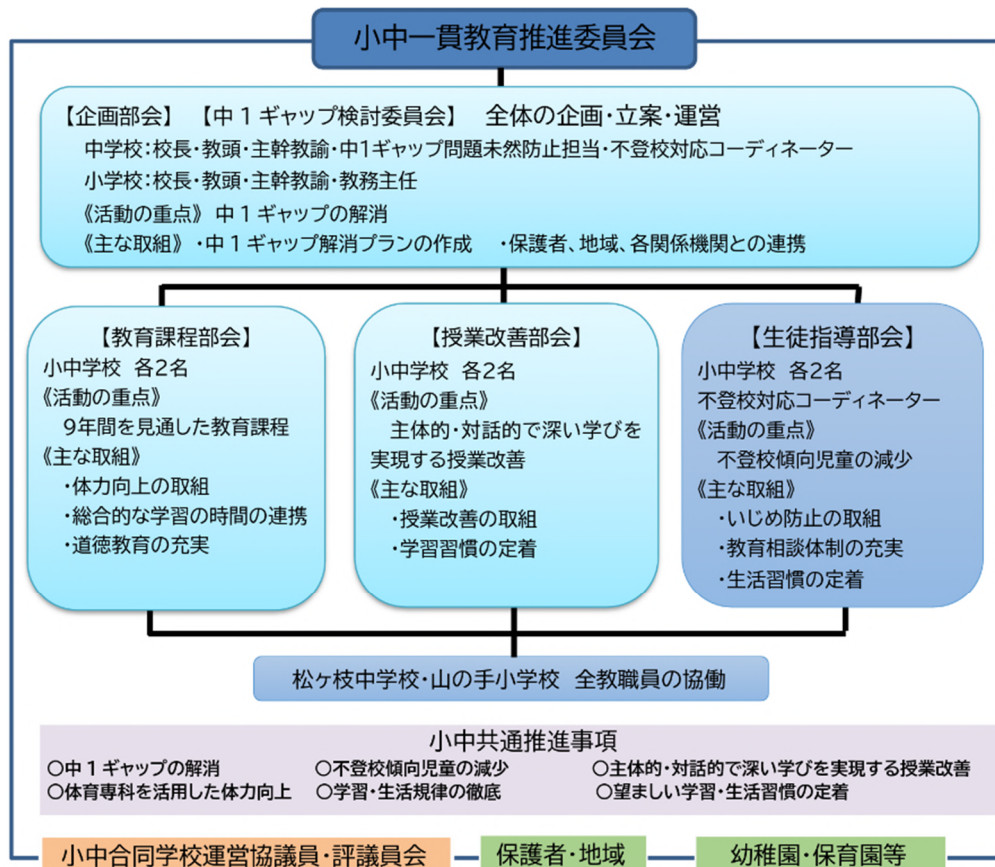 小中一貫教育推進委員会
【企画部会】【中1ギャップ検討委員会】 全体の企画・立案・運営
中学校：校長・教頭・主幹教諭・中1ギャップ問題未然防止担当・不登校対応コーディネーター
小学校：校長・教頭・主幹教諭・教務主任
《活動の重点》中1ギャップの解消
《主な取組》・中1ギャップ解消プランの作成 ・保護者、地域、各関係機関との連携
【教育課程部会】
小中学校 各2名
《活動の重点》
9年間を見通した教育課程
《主な取組》
・体力向上の取組
・総合的な学習の時間の連携
・道徳教育の充実
【授業改善部会】
小中学校 各2名
《活動の重点》
主体的・対話的で深い学びを
実現する授業改善
《主な取組》
・授業改善の取組
・学習習慣の定着
【生徒指導部会】
小中学校 各2名
不登校対応コーディネーター
《活動の重点》
不登校傾向児童の減少
《主な取組》
・いじめ防止の取組
・教育相談体制の充実
・生活習慣の定着
松ヶ枝中学校・山の手小学校 全教職員の協働
小中共通推進事項
○中1ギャップの解消 ○不登校傾向児童の減少 ○主体的・対話的で深い学びを実現する授業改善
○体育専科を活用した体力向上 ○学習・生活規律の徹底 ○望ましい学習・生活習慣の定着
小中合同学校運営協議員・評議員会 保護者・地域 幼稚園・保育園等